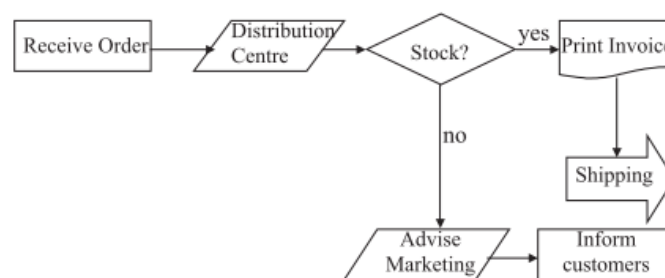 Receive Order
Distribution
Centre
Stock?
yes
Print Invoice
no
Shipping
Advise
Marketing
Inform
customers